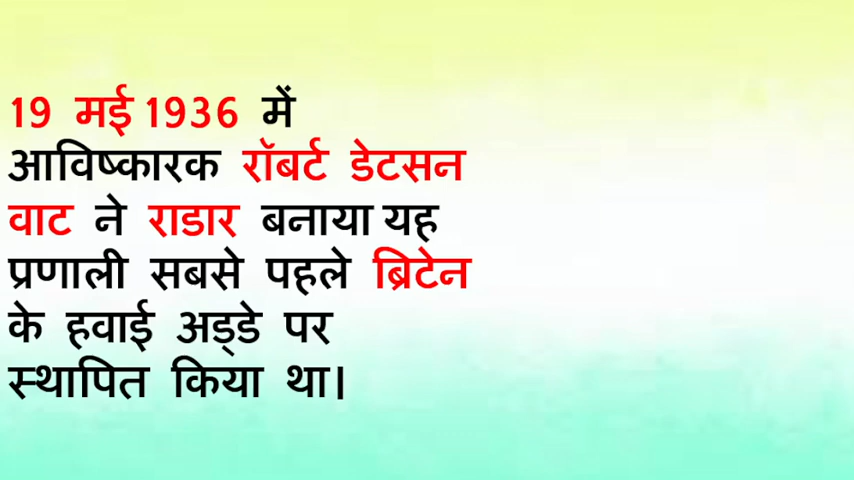 19 मई 1936 में
आविष्कारक रॉबर्ट डेटसन
वाट ने राडार बनाया यह
प्रणाली सबसे पहले ब्रिटेन
के हवाई अड्डे पर
स्थापित किया था।